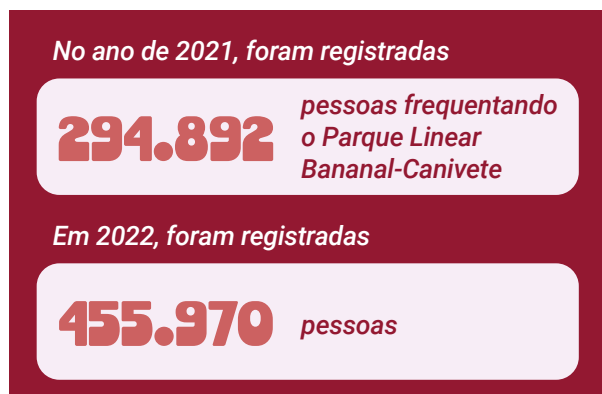 No ano de 2021, foram registradas
294.892
pessoas frequentando
o Parque Linear
Bananal-Canivete
Em 2022, foram registradas
455.970
pessoas